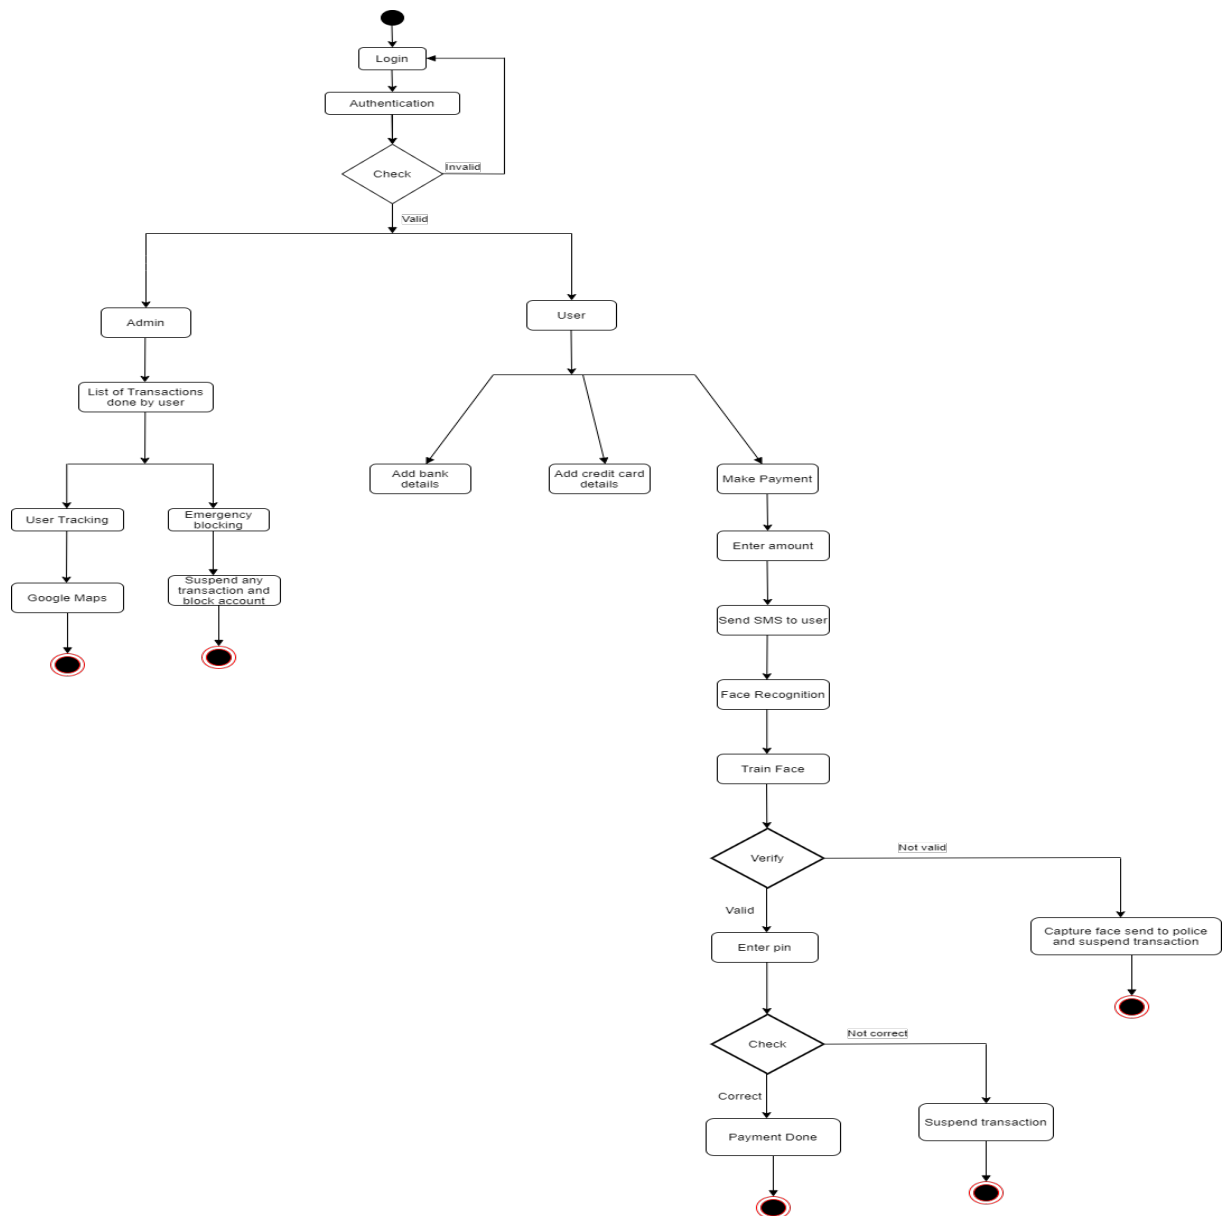 Login
Authentication
Check
Invalid
Valid
Admin
User
List of Transactions
done by user
Add bank
details
Add credit card
details
Make Payment
User Tracking
Emergency
blocking
Enter amount
Google Maps
Suspend any
transaction and
block account
Send SMS to user
Face Recognition
Train Face
Verify
Not valid
Valid
Enter pin
Capture face send to police
and suspend transaction
Check
Not correct
Correct
Payment Done
Suspend transaction